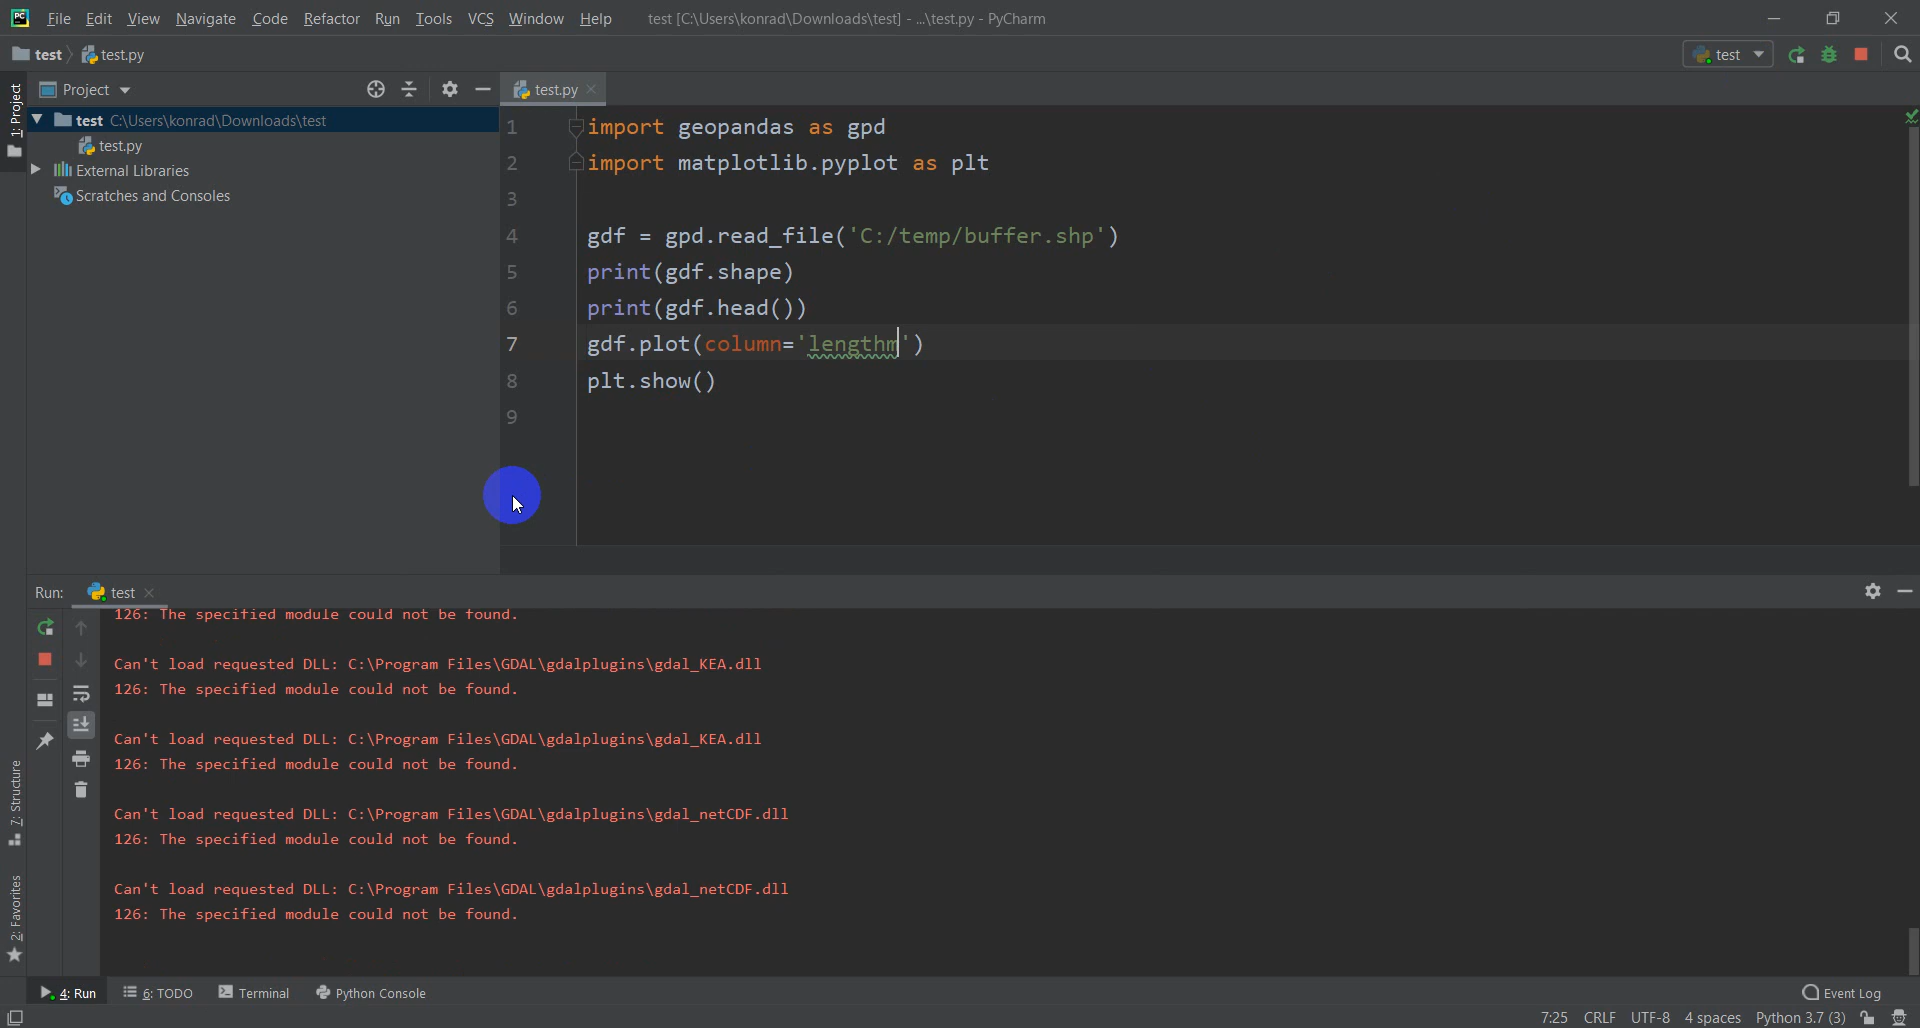 File Edit View Navigate Code Refactor Run Tools VCS Window Help test [C:\Users\konrad\Downloads\test] - ...\test.py - PyCharm
test test.py
test
1: Project
Project
test.py
test C:\Users\konrad\Downloads\test
test.py
External Libraries
Scratches and Consoles
1 import geopandas as gpd
2 import matplotlib.pyplot as plt
3
4 gdf = gpd.read_file('C:/temp/buffer.shp')
5 print(gdf.shape)
6 print(gdf.head())
7 gdf.plot(column='lengthm')
8 plt.show()
9
Run: test
126: The specified module could not be found.
Can't load requested DLL: C:\Program Files\GDAL\gdalplugins\gdal_KEA.dll
126: The specified module could not be found.
Can't load requested DLL: C:\Program Files\GDAL\gdalplugins\gdal_KEA.dll
126: The specified module could not be found.
Can't load requested DLL: C:\Program Files\GDAL\gdalplugins\gdal_netCDF.dll
126: The specified module could not be found.
Can't load requested DLL: C:\Program Files\GDAL\gdalplugins\gdal_netCDF.dll
126: The specified module could not be found.
7: Structure
2: Favorites
4: Run 6: TODO Terminal Python Console Event Log
7:25 CRLF UTF-8 4 spaces Python 3.7 (3)